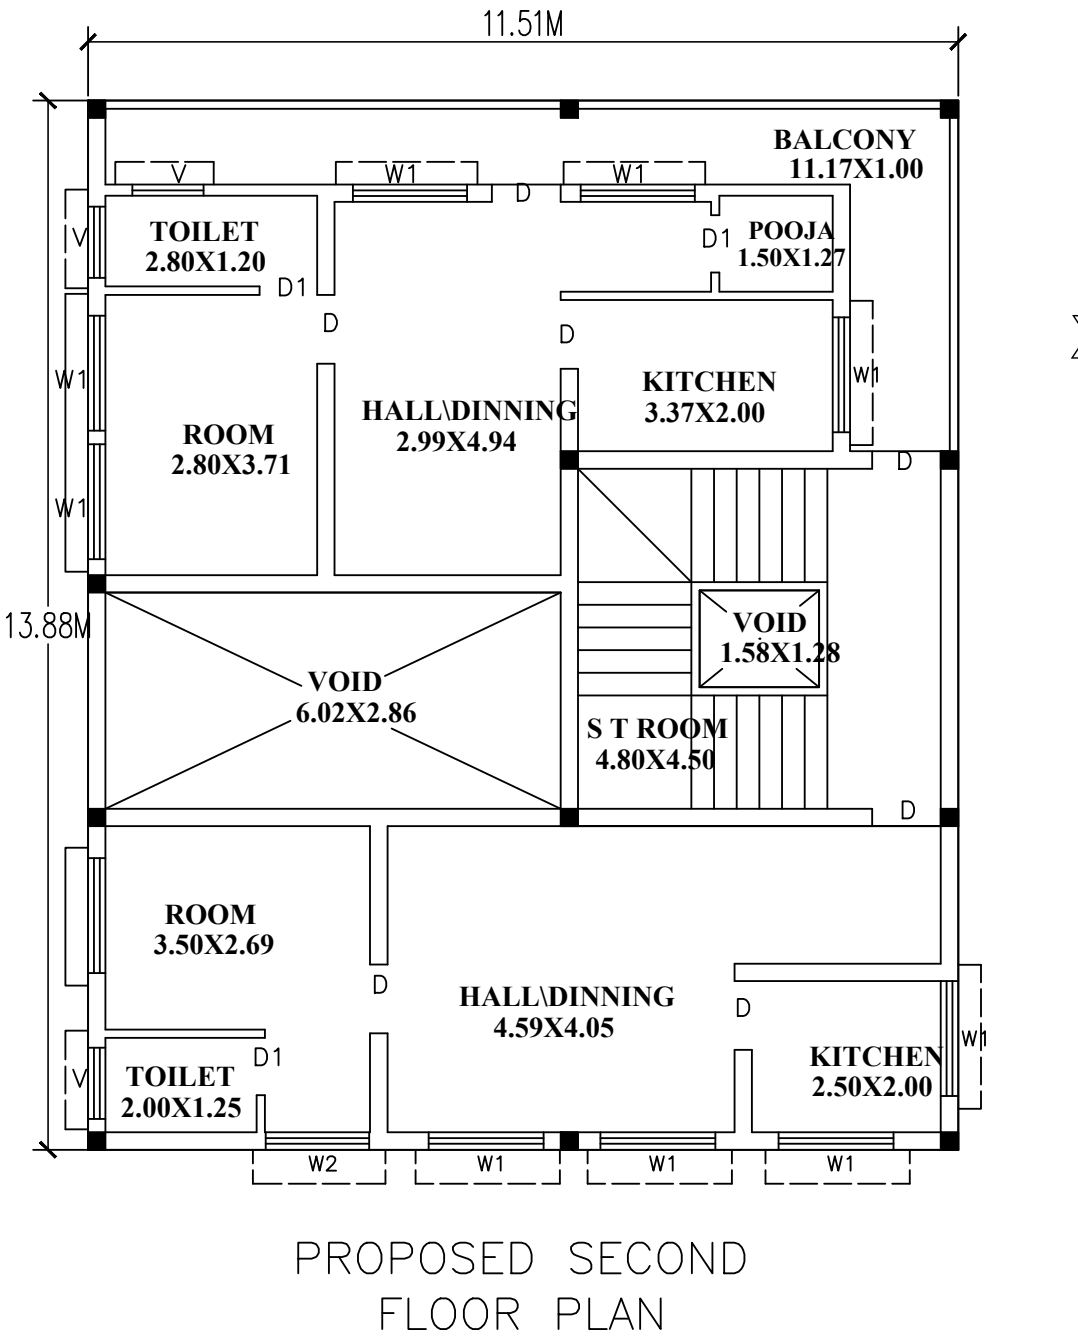 11.51M
BALCONY
11.17X1.00
V
W1
W1
D
TOILET
2.80X1.20
V
D1
POOJA
1.50X1.27
D1
D
D
W1
KITCHEN
3.37X2.00
W1
HALL\DINNING
2.99X4.94
ROOM
2.80X3.71
D
W1
13.88M
VOID
1.58X1.28
VOID
6.02X2.86
S T ROOM
4.80X4.50
D
ROOM
3.50X2.69
D
HALL\DINNING
4.59X4.05
D
W1
D1
KITCHEN
2.50X2.00
V
TOILET
2.00X1.25
W2
W1
W1
W1
PROPOSED SECOND
FLOOR PLAN